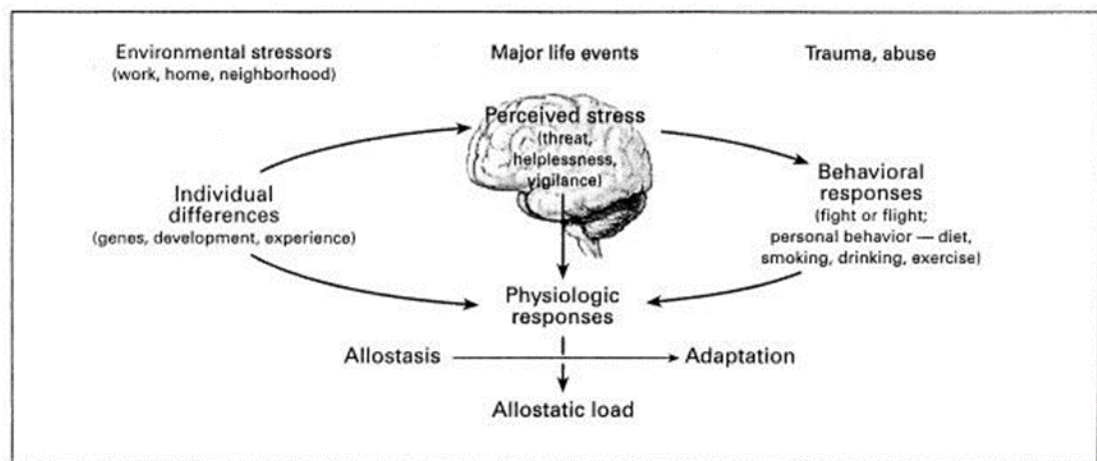 Environmental stressors
(work, home, neighborhood)
Major life events
Trauma, abuse
Perceived stress
(threat,
helplessness,
vigilance)
Individual
differences
(genes, development, experience)
Behavioral
responses
(fight or flight;
personal behavior — diet,
smoking, drinking, exercise)
Physiologic
responses
Allostasis
Adaptation
Allostatic load